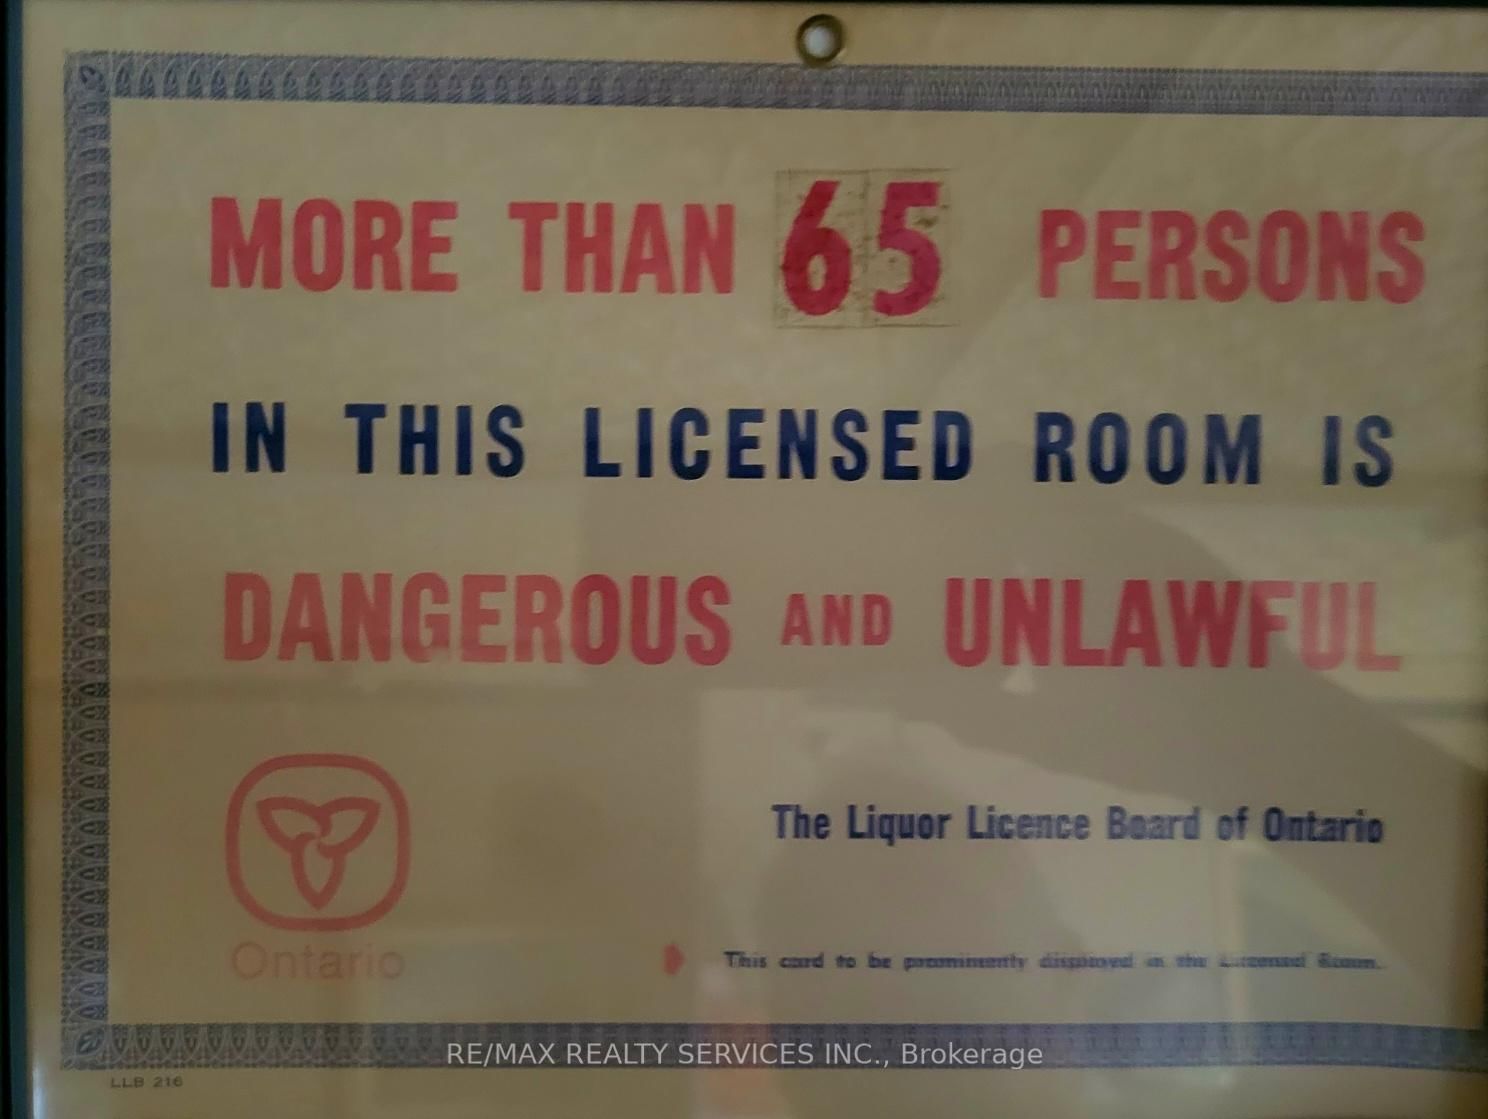 MORE THAN 65 PERSONS
IN THIS LICENSED ROOM IS
DANGEROUS AND UNLAWFUL
The Liquor Licence Board of Ontario
Ontario
This card to be prominently displayed in the Licensed Room.
RE/MAX REALTY SERVICES INC., Brokerage
LLB 216